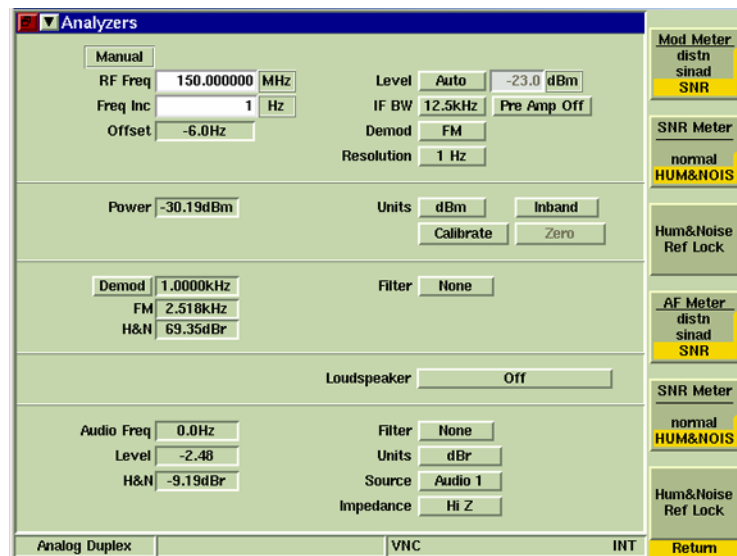 Analyzers
Manual
RF Freq 150.000000 MHz Level Auto -23.0 dBm
Freq Inc 1 Hz IF BW 12.5kHz Pre Amp Off
Offset -6.0Hz Demod FM
Resolution 1 Hz
Power -30.19dBm Units dBm Inband
Calibrate Zero
Demod 1.0000kHz Filter None
FM 2.518kHz
H&N 69.35dBr
Loudspeaker Off
Audio Freq 0.0Hz Filter None
Level -2.48 Units dBr
H&N -9.19dBr Source Audio 1
Impedance Hi Z
Analog Duplex VNC INT
Mod Meter
distn
sinad
SNR
SNR Meter
normal
HUM&NOIS
Hum&Noise
Ref Lock
AF Meter
distn
sinad
SNR
SNR Meter
normal
HUM&NOIS
Hum&Noise
Ref Lock
Return